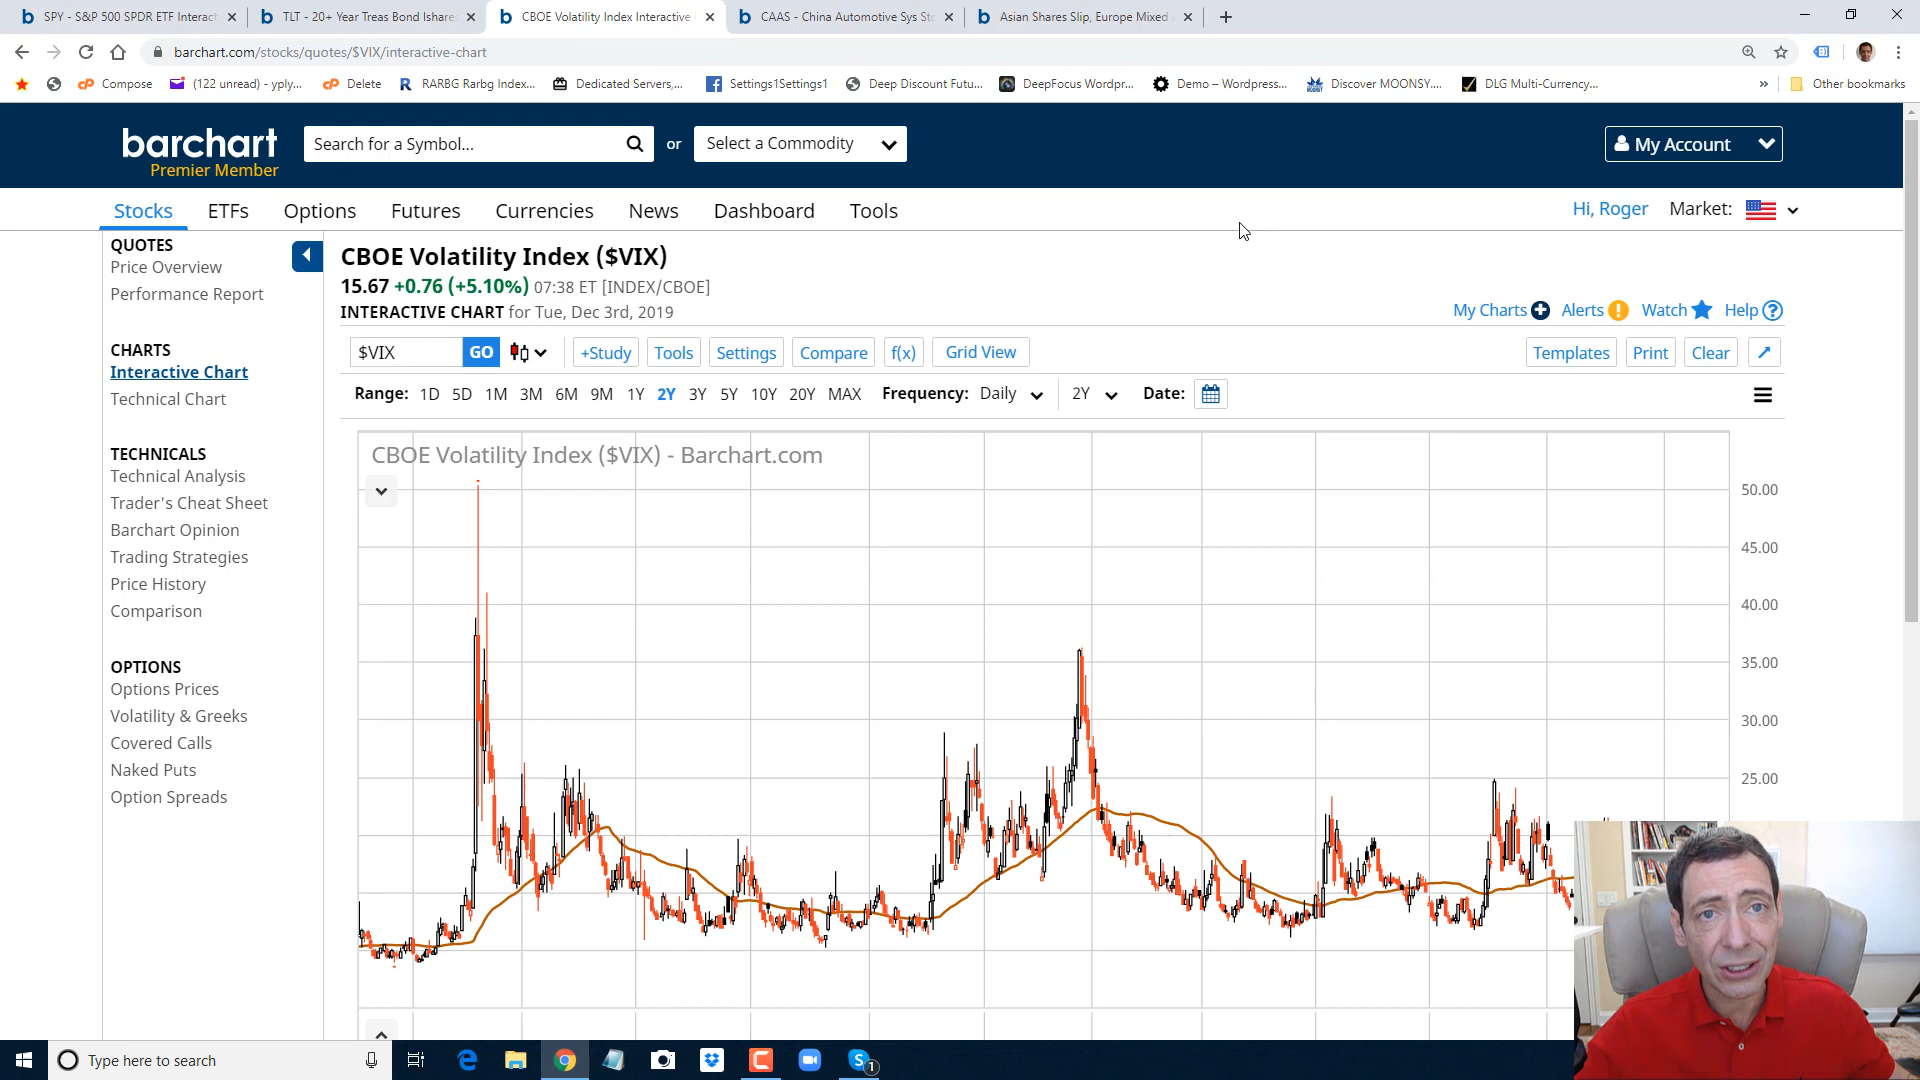 SPY - S&P 500 SPDR ETF Interact
TLT - 20+ Year Treas Bond Ishare
CBOE Volatility Index Interactive
CAAS - China Automotive Sys St
Asian Shares Slip, Europe Mixed
barchart.com/stocks/quotes/$VIX/interactive-chart
Compose
(122 unread) - yply...
Delete
RARBG Rarbg Index...
Dedicated Servers,...
Settings1Settings1
Deep Discount Futu...
DeepFocus Wordpr...
Demo – Wordpress...
Discover MOONSY....
DLG Multi-Currency...
Other bookmarks
barchart
Premier Member
Search for a Symbol...
or
Select a Commodity
My Account
Stocks
ETFs
Options
Futures
Currencies
News
Dashboard
Tools
Hi, Roger
Market:
QUOTES
Price Overview
Performance Report
CHARTS
Interactive Chart
Technical Chart
TECHNICALS
Technical Analysis
Trader's Cheat Sheet
Barchart Opinion
Trading Strategies
Price History
Comparison
OPTIONS
Options Prices
Volatility & Greeks
Covered Calls
Naked Puts
Option Spreads
CBOE Volatility Index ($VIX)
15.67 +0.76 (+5.10%) 07:38 ET [INDEX/CBOE]
INTERACTIVE CHART for Tue, Dec 3rd, 2019
My Charts
Alerts
Watch
Help
$VIX
GO
+Study
Tools
Settings
Compare
f(x)
Grid View
Templates
Print
Clear
Range: 1D 5D 1M 3M 6M 9M 1Y 2Y 3Y 5Y 10Y 20Y MAX
Frequency: Daily
2Y
Date:
CBOE Volatility Index ($VIX) - Barchart.com
50.00
45.00
40.00
35.00
30.00
25.00
Type here to search
1